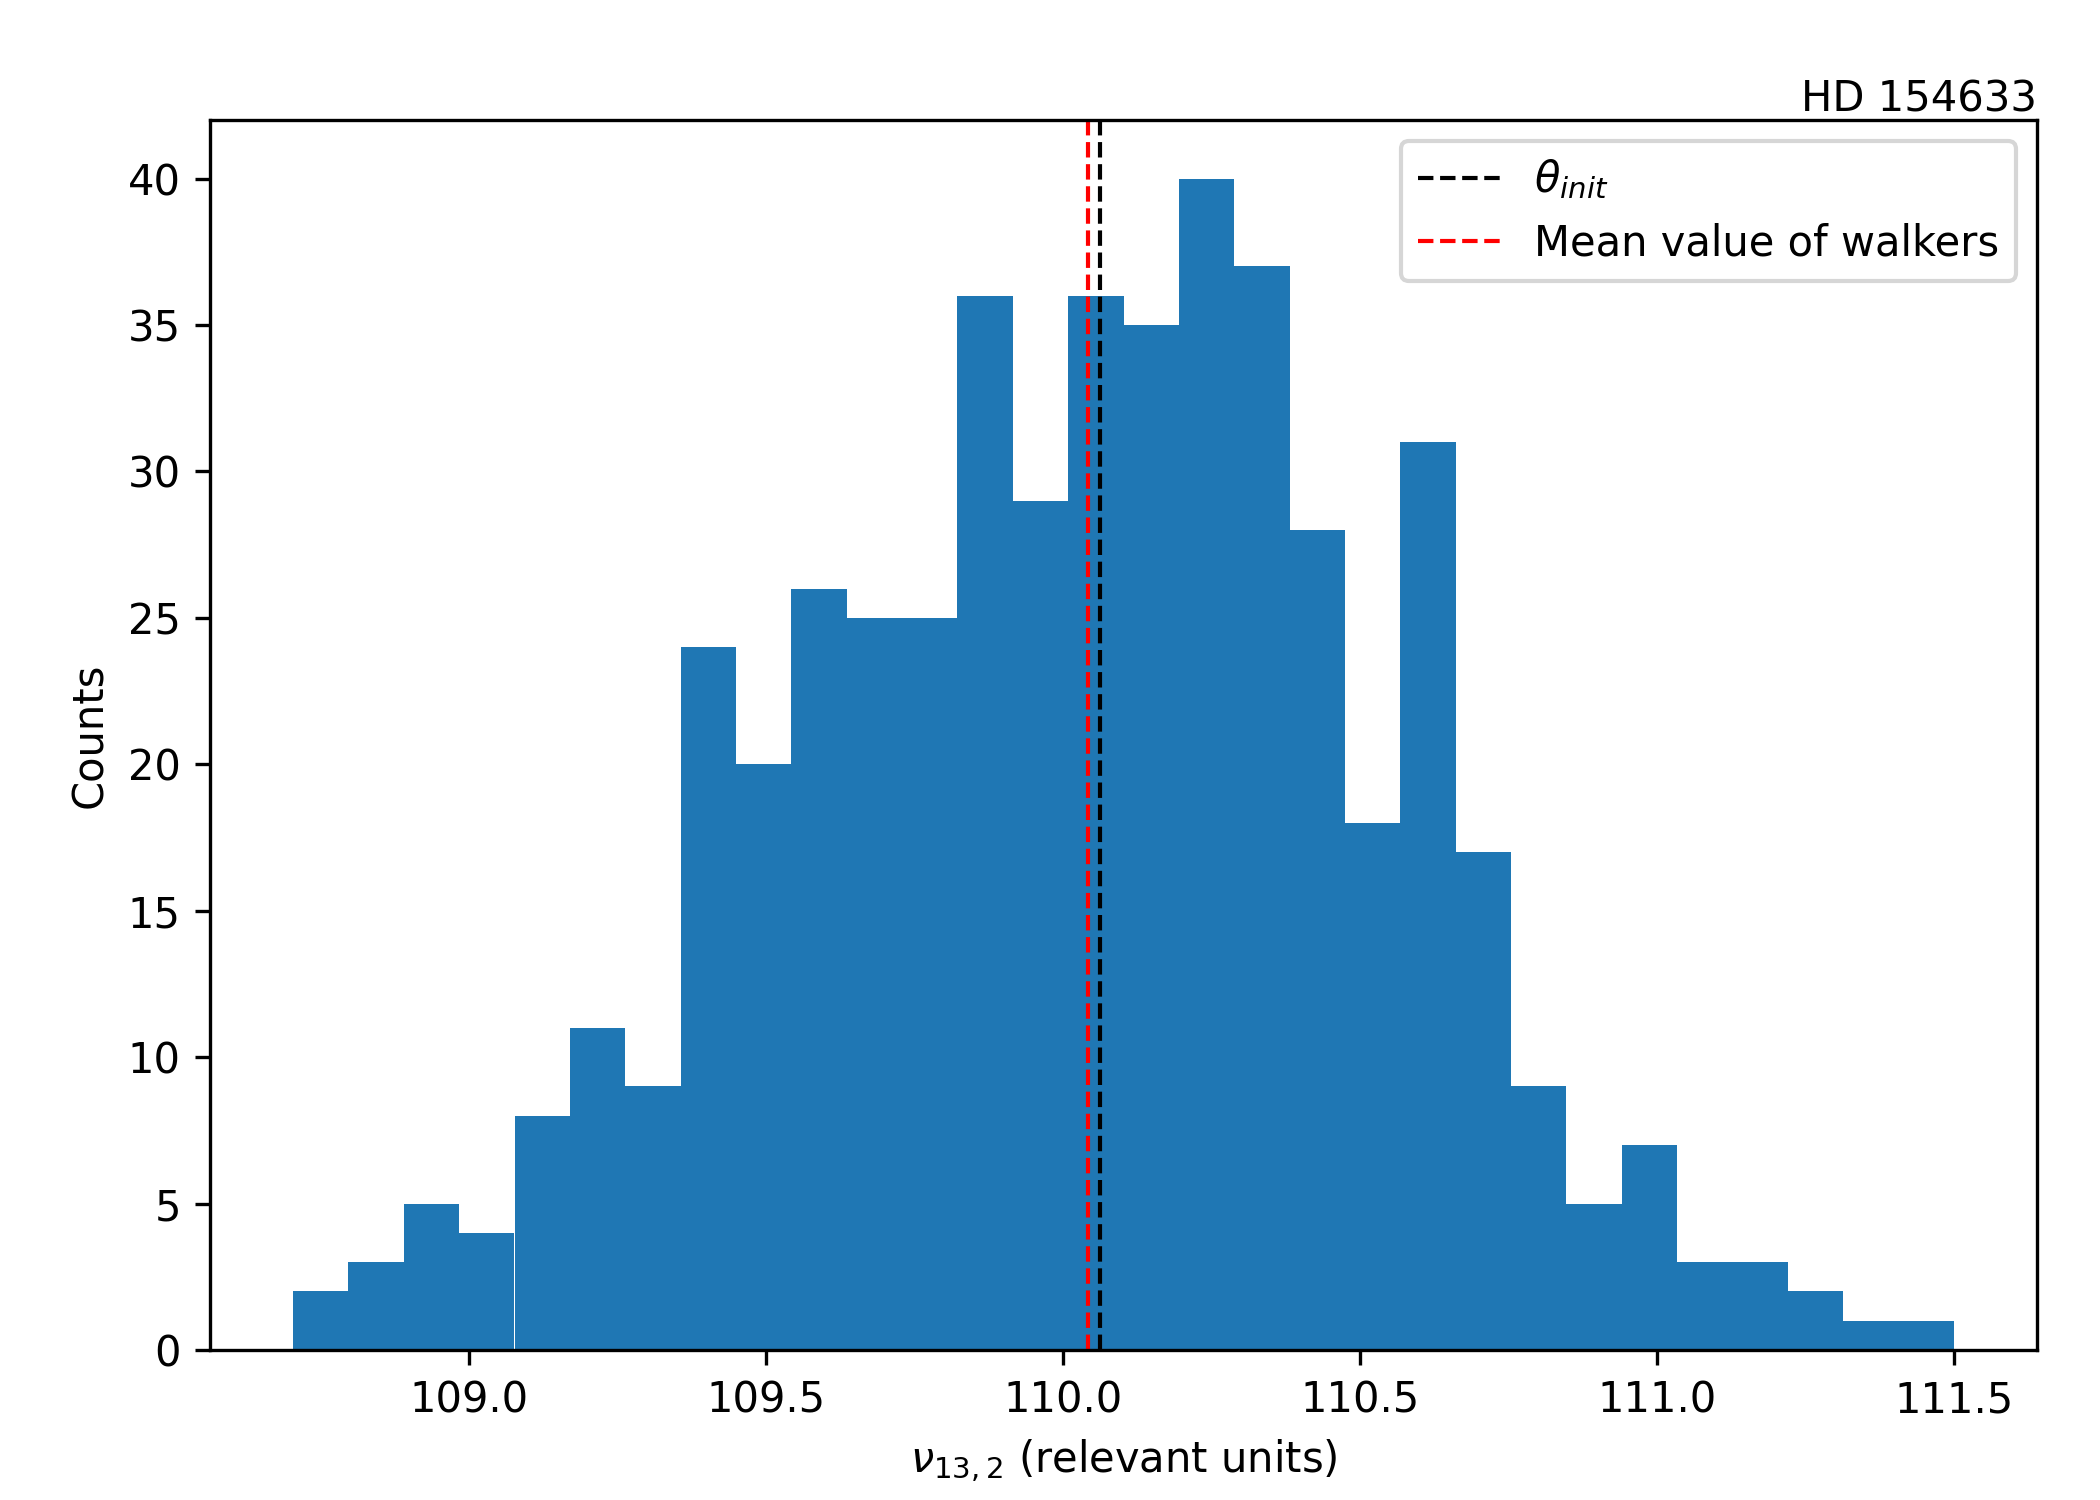 HD 154633
θinit
Mean value of walkers
40
35
30
25
20
15
10
5
0
Counts
109.0 109.5 110.0 110.5 111.0 111.5
ν13, 2 (relevant units)